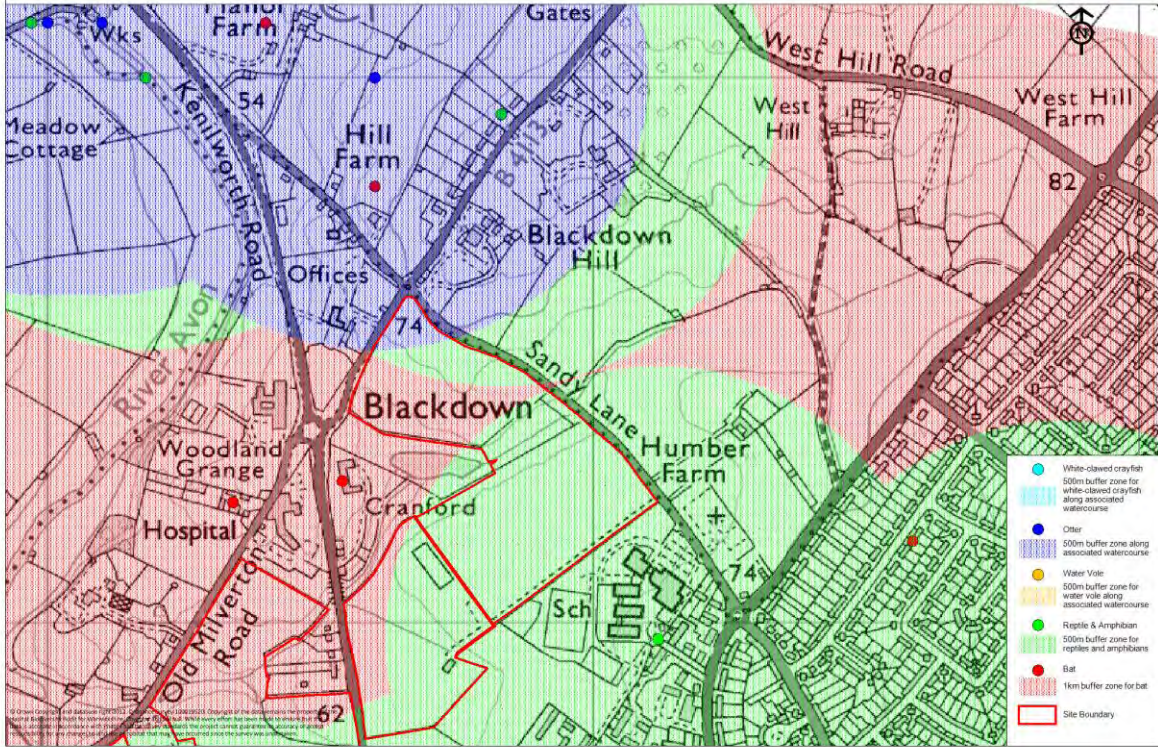 Manor
Farm
Gates
Wks
N
West Hill Road
54
Kenilworth Road
Meadow
Cottage
Hill
Farm
B 4113
West
Hill
West Hill
Farm
82
Blackdown
Hill
Offices
74
River Avon
Sandy Lane
Blackdown
Woodland
Grange
Humber
Farm
Cranford
Hospital
Old Milverton
Road
Sch
74
62
White-clawed crayfish
500m buffer zone for
white-clawed crayfish
along associated
watercourse
Otter
500m buffer zone along
associated watercourse
Water Vole
500m buffer zone for
water vole along
associated watercourse
Reptile & Amphibian
500m buffer zone for
reptiles and amphibians
Bat
1km buffer zone for bat
Site Boundary